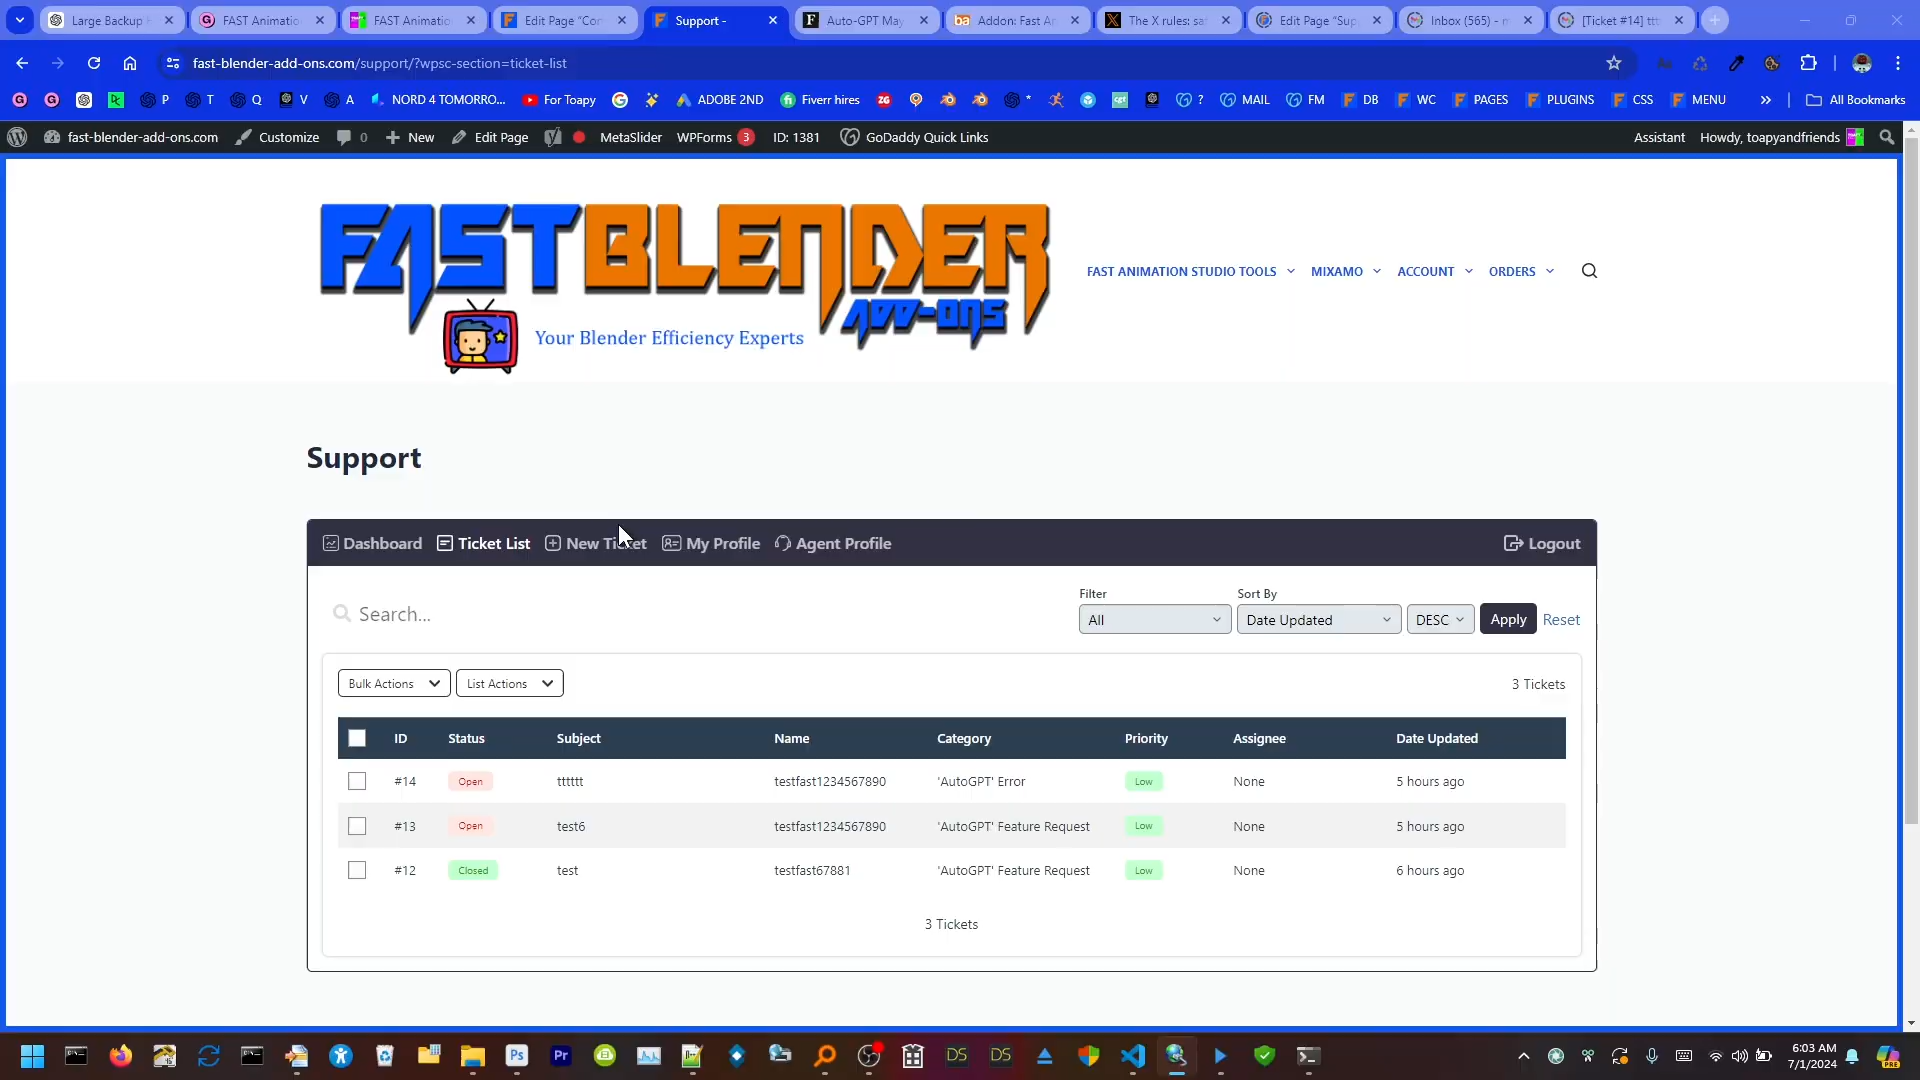 Large Backup
FAST Animatio
FAST Animatio
Edit Page "Con
Support -
Auto-GPT May
Addon: Fast An
The X rules: sa
Edit Page "Sup
Inbox (565) - m
[Ticket #14] ttt
fast-blender-add-ons.com/support/?wpsc-section=ticket-list
P
T
Q
V
A
NORD 4 TOMORRO...
For Toapy
ADOBE 2ND
Fiverr hires
?
MAIL
FM
DB
WC
PAGES
PLUGINS
CSS
MENU
All Bookmarks
fast-blender-add-ons.com
Customize
0
New
Edit Page
MetaSlider
WPForms 3
ID: 1381
GoDaddy Quick Links
Assistant
Howdy, toapyandfriends
FASTBLENDER
ADD-ONS
Your Blender Efficiency Experts
FAST ANIMATION STUDIO TOOLS
MIXAMO
ACCOUNT
ORDERS
Support
Dashboard
Ticket List
New Ticket
My Profile
Agent Profile
Logout
Search...
Filter
All
Sort By
Date Updated
DESC
Apply
Reset
Bulk Actions
List Actions
3 Tickets
ID Status Subject Name Category Priority Assignee Date Updated
#14 Open tttttt testfast1234567890 'AutoGPT' Error Low None 5 hours ago
#13 Open test6 testfast1234567890 'AutoGPT' Feature Request Low None 5 hours ago
#12 Closed test testfast67881 'AutoGPT' Feature Request Low None 6 hours ago
3 Tickets
Ps
Pr
DS
DS
6:03 AM
7/1/2024